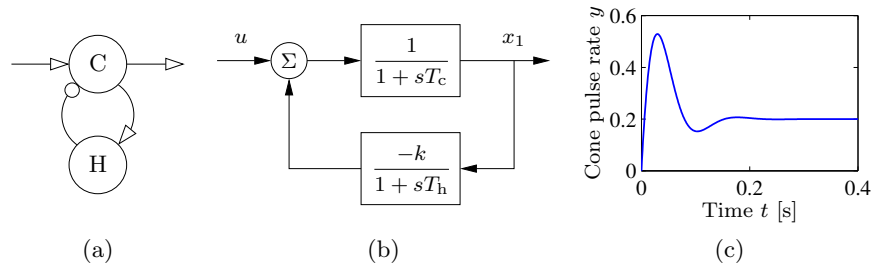 C
H
(a)
u
Σ
1
1 + sT_c
x_1
-k
1 + sT_h
(b)
Cone pulse rate y
0.6
0.4
0.2
0
0
0.2
0.4
Time t [s]
(c)